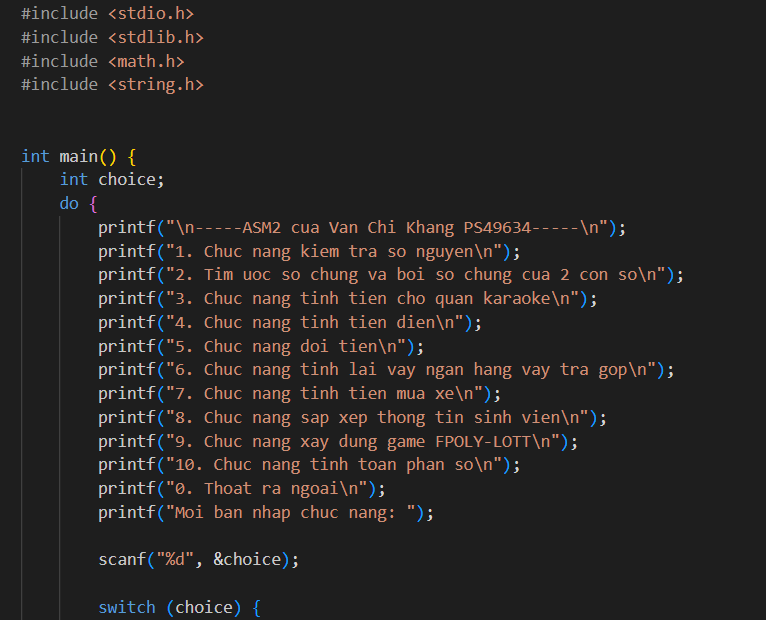 #include <stdio.h>
#include <stdlib.h>
#include <math.h>
#include <string.h>
int main() {
int choice;
do {
printf("\n-----ASM2 cua Van Chi Khang PS49634-----\n");
printf("1. Chuc nang kiem tra so nguyen\n");
printf("2. Tim uoc so chung va boi so chung cua 2 con so\n");
printf("3. Chuc nang tinh tien cho quan karaoke\n");
printf("4. Chuc nang tinh tien dien\n");
printf("5. Chuc nang doi tien\n");
printf("6. Chuc nang tinh lai vay ngan hang vay tra gop\n");
printf("7. Chuc nang tinh tien mua xe\n");
printf("8. Chuc nang sap xep thong tin sinh vien\n");
printf("9. Chuc nang xay dung game FPOLY-LOTT\n");
printf("10. Chuc nang tinh toan phan so\n");
printf("0. Thoat ra ngoai\n");
printf("Moi ban nhap chuc nang: ");
scanf("%d", &choice);
switch (choice) {